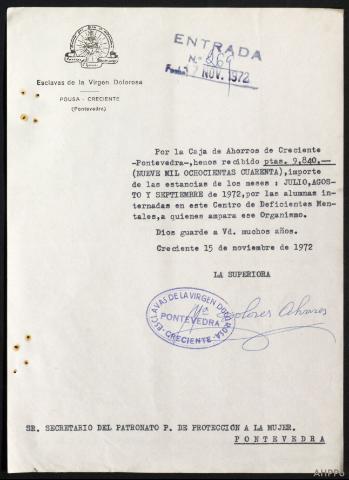 ENTRADA
N.º 269
Fecha 17 NOV. 1972
Esclavas de la Virgen Dolorosa
POUSA - CRECIENTE
(Pontevedra)
Por la Caja de Ahorros de Creciente
-Pontevedra-, hemos recibido ptas. 9,840.—
(NUEVE MIL OCHOCIENTAS CUARENTA), importe
de las estancias de los meses : JULIO, AGOS-
TO Y SEPTIEMBRE de 1972, por las alumnas in
ternadas en este Centro de Deficientes Men-
tales, a quienes ampara ese Organismo.
Dios guarde a Vd. muchos años.
Creciente 15 de noviembre de 1972
LA SUPERIORA
ESCLAVAS DE LA VIRGEN DOLOROSA
PONTEVEDRA
CRECIENTE
Mª Dolores
SR. SECRETARIO DEL PATRONATO P. DE PROTECCIÓN A LA MUJER.
PONTEVEDRA
AHPPO